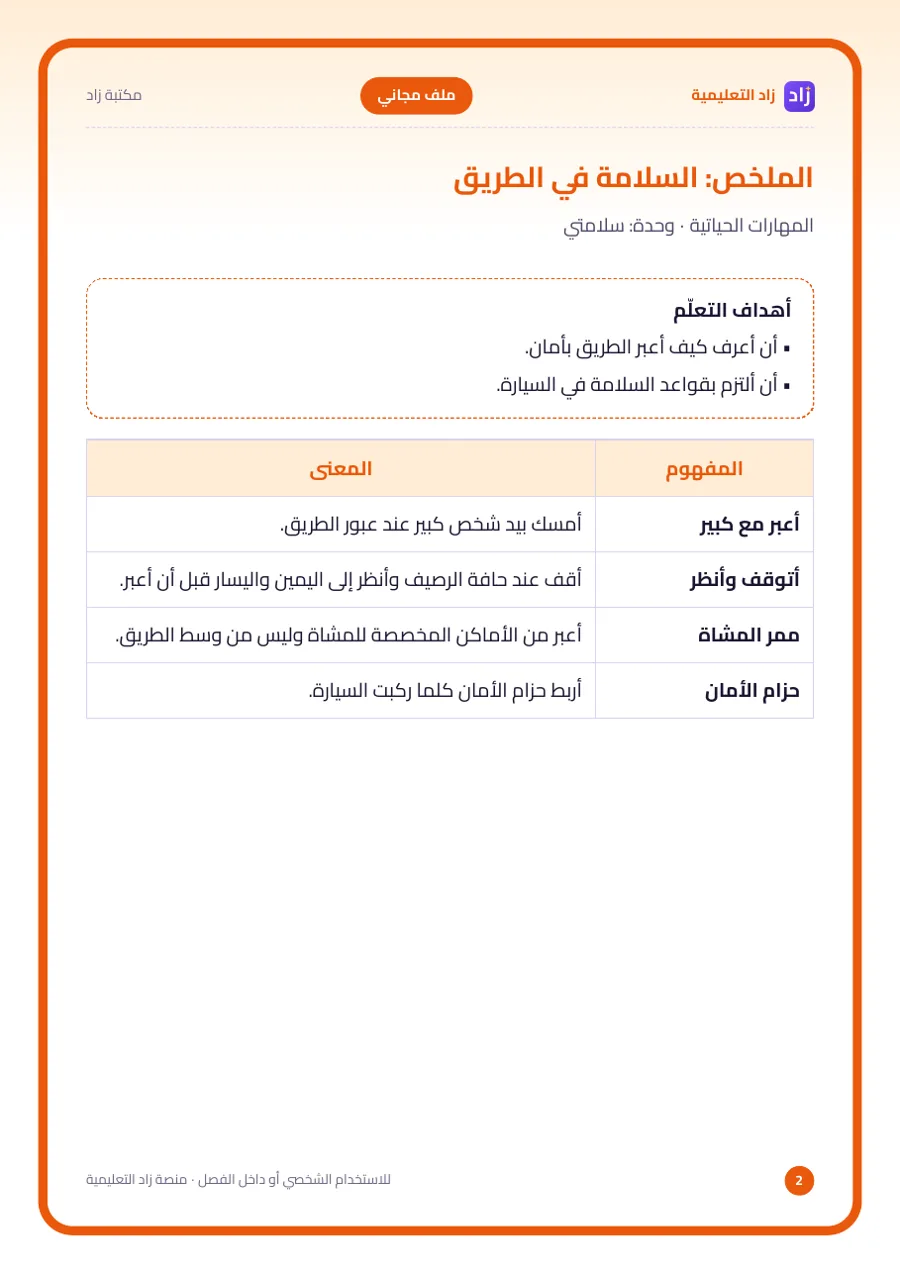 زاد زاد التعليمية
ملف مجاني
مكتبة زاد
الملخص: السلامة في الطريق
المهارات الحياتية · وحدة: سلامتي
أهداف التعلّم
▪ أن أعرف كيف أعبر الطريق بأمان.
▪ أن ألتزم بقواعد السلامة في السيارة.
المفهوم المعنى
أعبر مع كبير أمسك بيد شخص كبير عند عبور الطريق.
أتوقف وأنظر أقف عند حافة الرصيف وأنظر إلى اليمين واليسار قبل أن أعبر.
ممر المشاة أعبر من الأماكن المخصصة للمشاة وليس من وسط الطريق.
حزام الأمان أربط حزام الأمان كلما ركبت السيارة.
2
للاستخدام الشخصي أو داخل الفصل · منصة زاد التعليمية